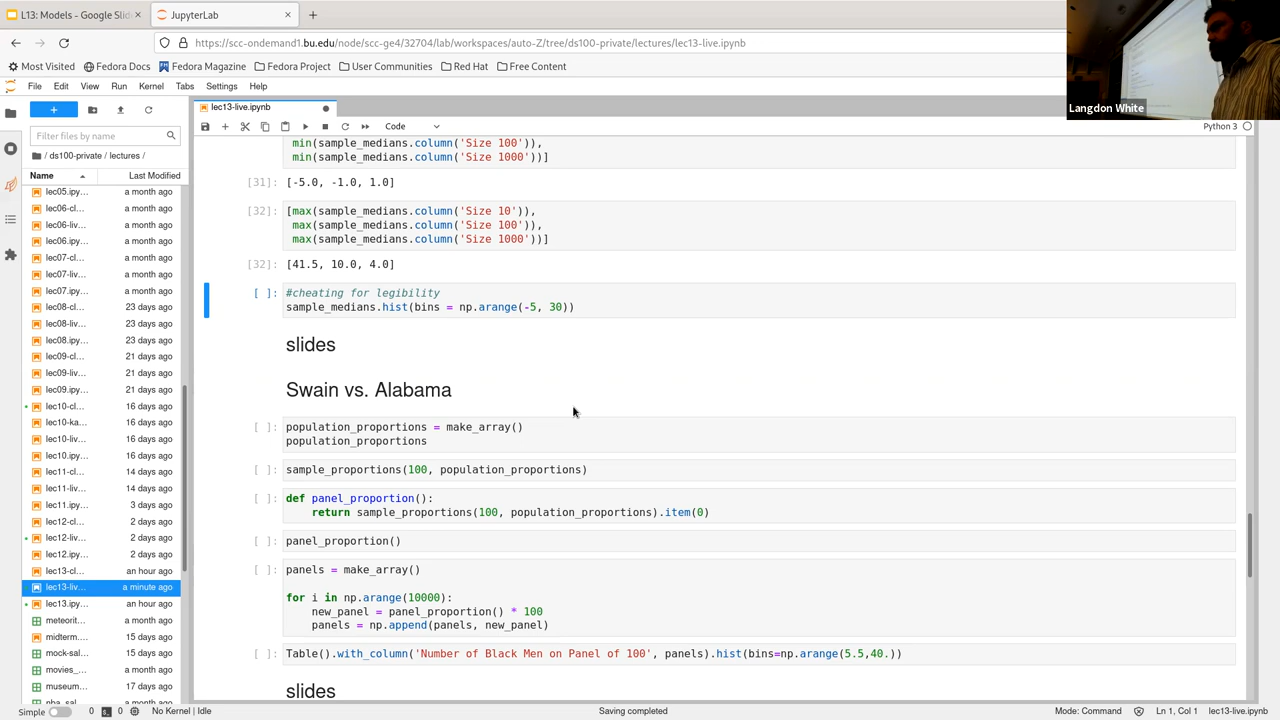 L13: Models - Google Slid
JupyterLab
https://scc-ondemand1.bu.edu/node/scc-ge4/32704/lab/workspaces/auto-Z/tree/ds100-private/lectures/lec13-live.ipynb
Most Visited
Fedora Docs
Fedora Magazine
Fedora Project
User Communities
Red Hat
Free Content
Langdon White
File Edit View Run Kernel Tabs Settings Help
lec13-live.ipynb
Filter files by name
Code
Python 3
/ ds100-private / lectures /
Name Last Modified
lec05.ipy… a month ago
lec06-cl… a month ago
lec06-liv… a month ago
lec06.ipy… a month ago
lec07-cl… a month ago
lec07-liv… a month ago
lec07.ipy… a month ago
lec08-cl… 23 days ago
lec08-liv… 23 days ago
lec08.ipy… 23 days ago
lec09-cl… 21 days ago
lec09-liv… 21 days ago
lec09.ipy… 21 days ago
lec10-cl… 16 days ago
lec10-ka… 16 days ago
lec10-liv… 16 days ago
lec10.ipy… 16 days ago
lec11-cl… 14 days ago
lec11-liv… 14 days ago
lec11.ipy… 3 days ago
lec12-cl… 2 days ago
lec12-liv… 2 days ago
lec12.ipy… 2 days ago
lec13-cl… an hour ago
lec13-liv… a minute ago
lec13.ipy… an hour ago
meteorit… a month ago
midterm.… 15 days ago
mock-sal… 15 days ago
movies_… a month ago
museum… 17 days ago
nba_sal… a month ago
min(sample_medians.column('Size 100')),
min(sample_medians.column('Size 1000'))]
[31]: [-5.0, -1.0, 1.0]
[32]: [max(sample_medians.column('Size 10')),
max(sample_medians.column('Size 100')),
max(sample_medians.column('Size 1000'))]
[32]: [41.5, 10.0, 4.0]
[ ]: #cheating for legibility
sample_medians.hist(bins = np.arange(-5, 30))
slides
Swain vs. Alabama
[ ]: population_proportions = make_array()
population_proportions
[ ]: sample_proportions(100, population_proportions)
[ ]: def panel_proportion():
return sample_proportions(100, population_proportions).item(0)
[ ]: panel_proportion()
[ ]: panels = make_array()
for i in np.arange(10000):
new_panel = panel_proportion() * 100
panels = np.append(panels, new_panel)
[ ]: Table().with_column('Number of Black Men on Panel of 100', panels).hist(bins=np.arange(5.5,40.))
slides
Simple 0 0 No Kernel | Idle
Saving completed
Mode: Command Ln 1, Col 1 lec13-live.ipynb